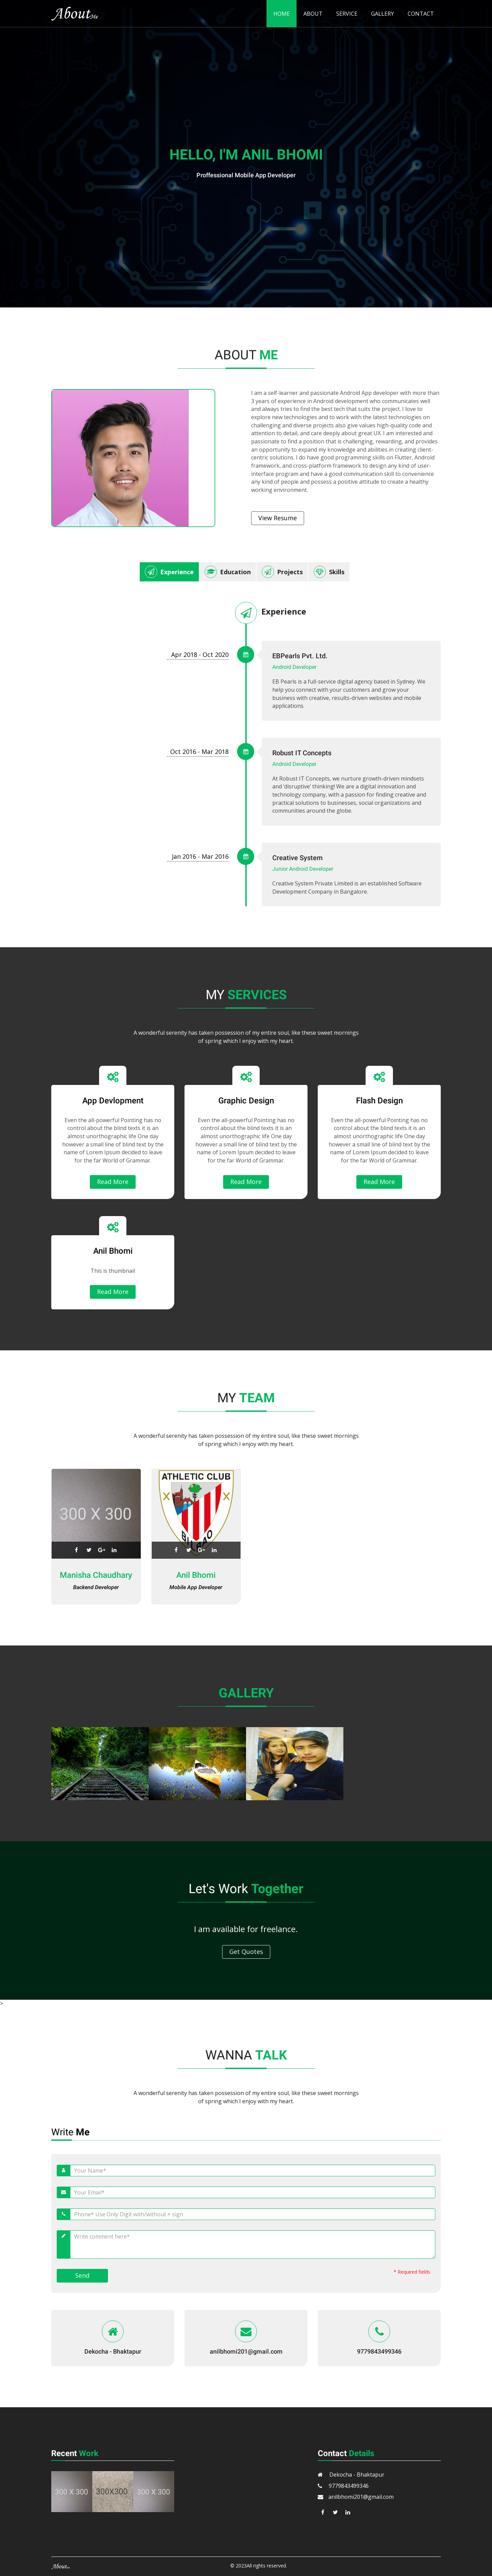 AboutMe
HOME ABOUT SERVICE GALLERY CONTACT
HELLO, I'M ANIL BHOMI
Proffessional Mobile App Developer
ABOUT ME
I am a self-learner and passionate Android App developer with more than
3 years of experience in Android development who communicates well
and always tries to find the best tech that suits the project. I love to
explore new technologies and to work with the latest technologies on
challenging and diverse projects also give values high-quality code and
attention to detail, and care deeply about great UX. I am interested and
passionate to find a position that is challenging, rewarding, and provides
an opportunity to expand my knowledge and abilities in creating client-
centric solutions. I do have good programming skills on Flutter, Android
framework, and cross-platform framework to design any kind of user-
interface program and have a good communication skill to convenience
any kind of people and possess a positive attitude to create a healthy
working environment.
View Resume
Experience Education Projects Skills
Experience
Apr 2018 - Oct 2020
EBPearls Pvt. Ltd.
Android Developer
EB Pearls is a full-service digital agency based in Sydney. We
help you connect with your customers and grow your
business with creative, results-driven websites and mobile
applications.
Oct 2016 - Mar 2018
Robust IT Concepts
Android Developer
At Robust IT Concepts, we nurture growth-driven mindsets
and 'disruptive' thinking! We are a digital innovation and
technology company, with a passion for finding creative and
practical solutions to businesses, social organizations and
communities around the globe.
Jan 2016 - Mar 2016
Creative System
Junior Android Developer
Creative System Private Limited is an established Software
Development Company in Bangalore.
MY SERVICES
A wonderful serenity has taken possession of my entire soul, like these sweet mornings
of spring which I enjoy with my heart.
App Devlopment
Even the all-powerful Pointing has no
control about the blind texts it is an
almost unorthographic life One day
however a small line of blind text by the
name of Lorem Ipsum decided to leave
for the far World of Grammar.
Read More
Graphic Design
Even the all-powerful Pointing has no
control about the blind texts it is an
almost unorthographic life One day
however a small line of blind text by the
name of Lorem Ipsum decided to leave
for the far World of Grammar.
Read More
Flash Design
Even the all-powerful Pointing has no
control about the blind texts it is an
almost unorthographic life One day
however a small line of blind text by the
name of Lorem Ipsum decided to leave
for the far World of Grammar.
Read More
Anil Bhomi
This is thumbnail
Read More
MY TEAM
A wonderful serenity has taken possession of my entire soul, like these sweet mornings
of spring which I enjoy with my heart.
300 X 300
Manisha Chaudhary
Backend Developer
ATHLETIC CLUB
BILBAO
Anil Bhomi
Mobile App Developer
GALLERY
Let's Work Together
I am available for freelance.
Get Quotes
>
WANNA TALK
A wonderful serenity has taken possession of my entire soul, like these sweet mornings
of spring which I enjoy with my heart.
Write Me
Your Name*
Your Email*
Phone* Use Only Digit with/without + sign
Write comment here*
Send
* Required fields
Dekocha - Bhaktapur
anilbhomi201@gmail.com
9779843499346
Recent Work
300 X 300 300X300 300 X 300
Contact Details
Dekocha - Bhaktapur
9779843499346
anilbhomi201@gmail.com
AboutMe
© 2023All rights reserved.